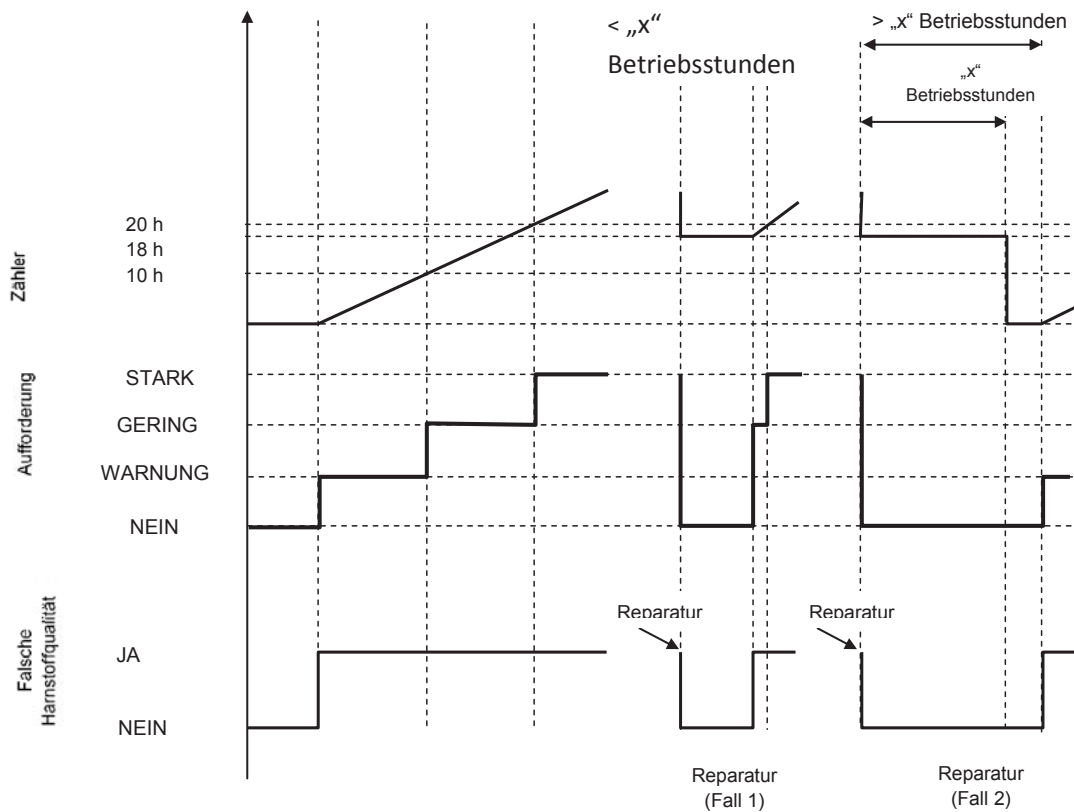 < „x“
Betriebsstunden
> „x“ Betriebsstunden
„x“
Betriebsstunden
Zähler
20 h
18 h
10 h
Aufforderung
STARK
GERING
WARNUNG
NEIN
Falsche
Harnstoffqualität
JA
NEIN
Reparatur
Reparatur
Reparatur
(Fall 1)
Reparatur
(Fall 2)